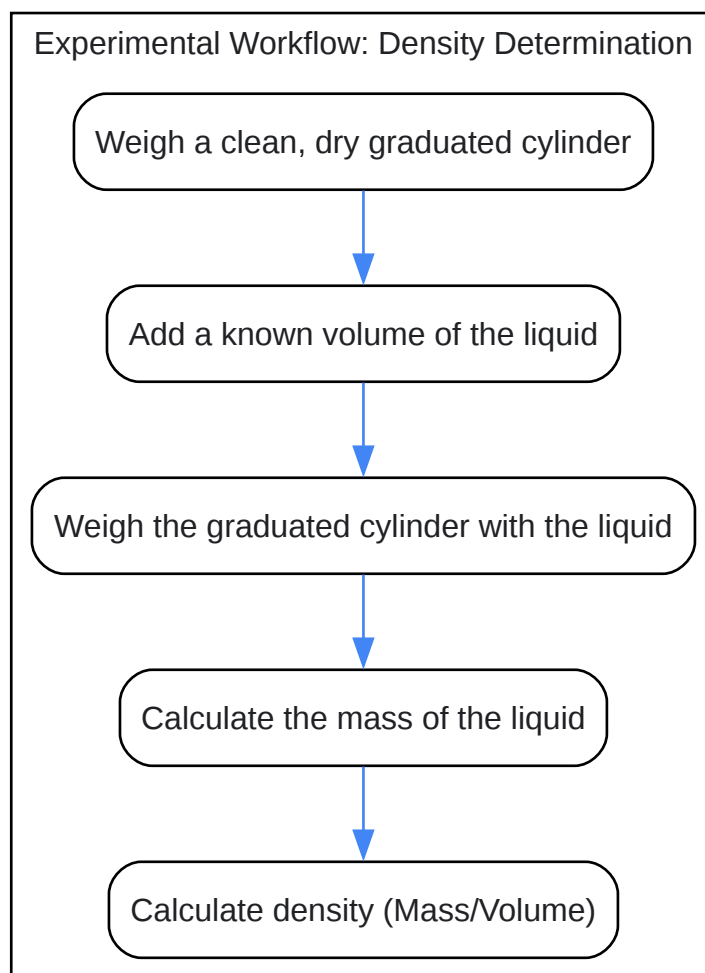 Experimental Workflow: Density Determination
Weigh a clean, dry graduated cylinder
Add a known volume of the liquid
Weigh the graduated cylinder with the liquid
Calculate the mass of the liquid
Calculate density (Mass/Volume)